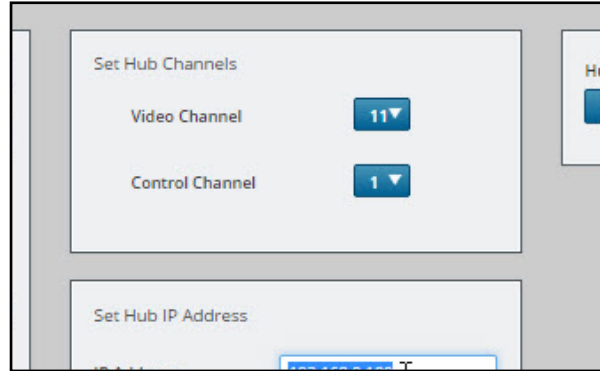 Set Hub Channels
Video Channel 11
Control Channel 1
Set Hub IP Address